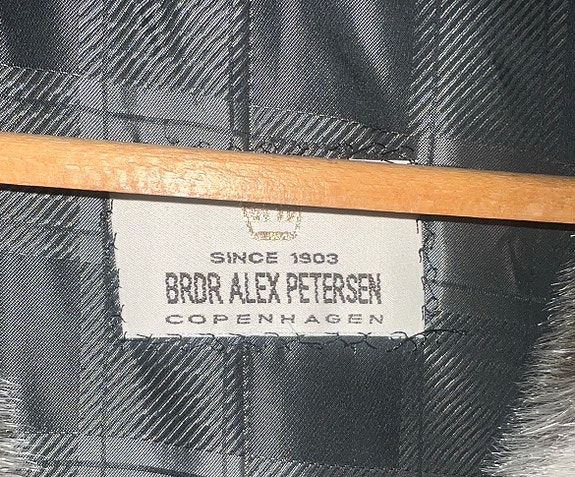 SINCE 1903
BRDR ALEX PETERSEN
COPENHAGEN